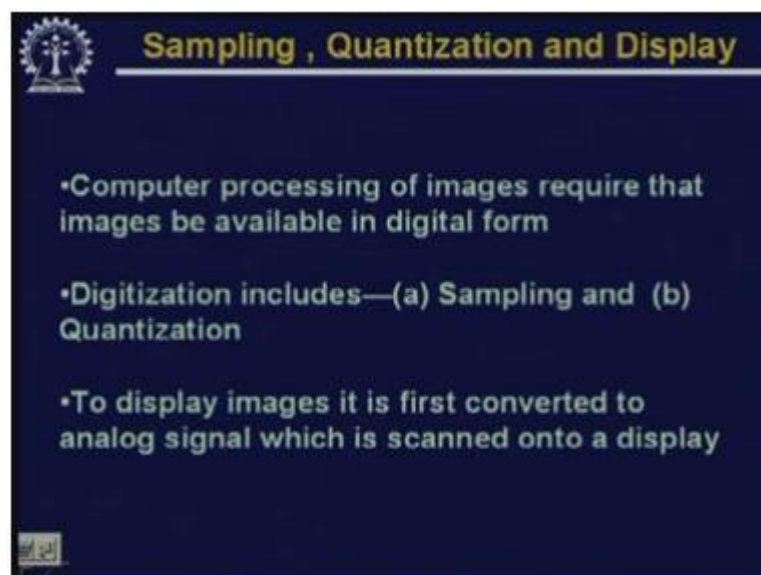 Sampling , Quantization and Display
•Computer processing of images require that
images be available in digital form
•Digitization includes—(a) Sampling and (b)
Quantization
•To display images it is first converted to
analog signal which is scanned onto a display